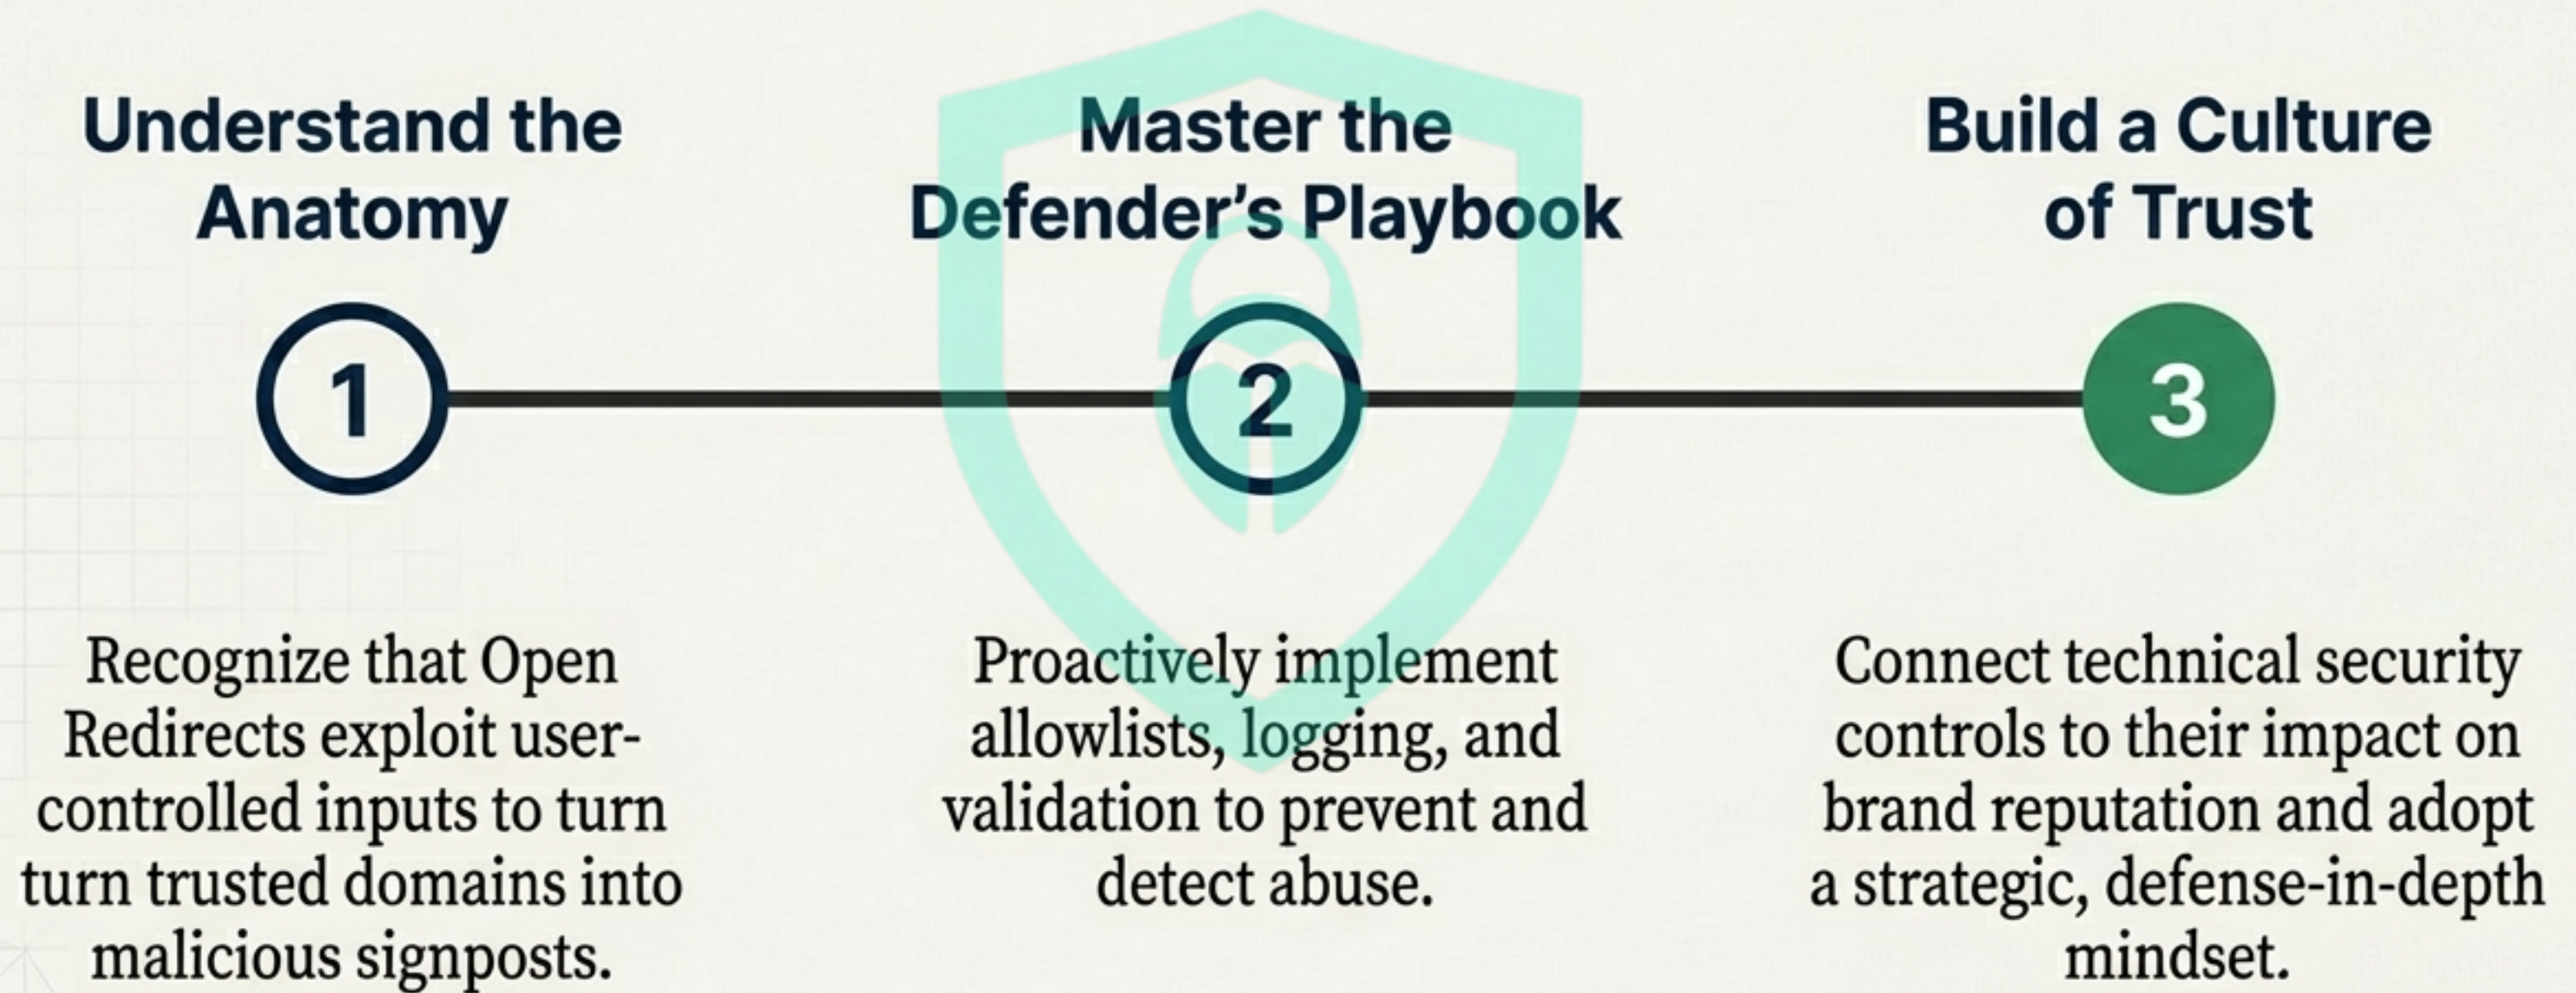 Understand the
Anatomy
1
Recognize that Open
Redirects exploit user-
controlled inputs to turn
turn trusted domains into
malicious signposts.
Master the
Defender’s Playbook
2
Proactively implement
allowlists, logging, and
validation to prevent and
detect abuse.
Build a Culture
of Trust
3
Connect technical security
controls to their impact on
brand reputation and adopt
a strategic, defense-in-depth
mindset.